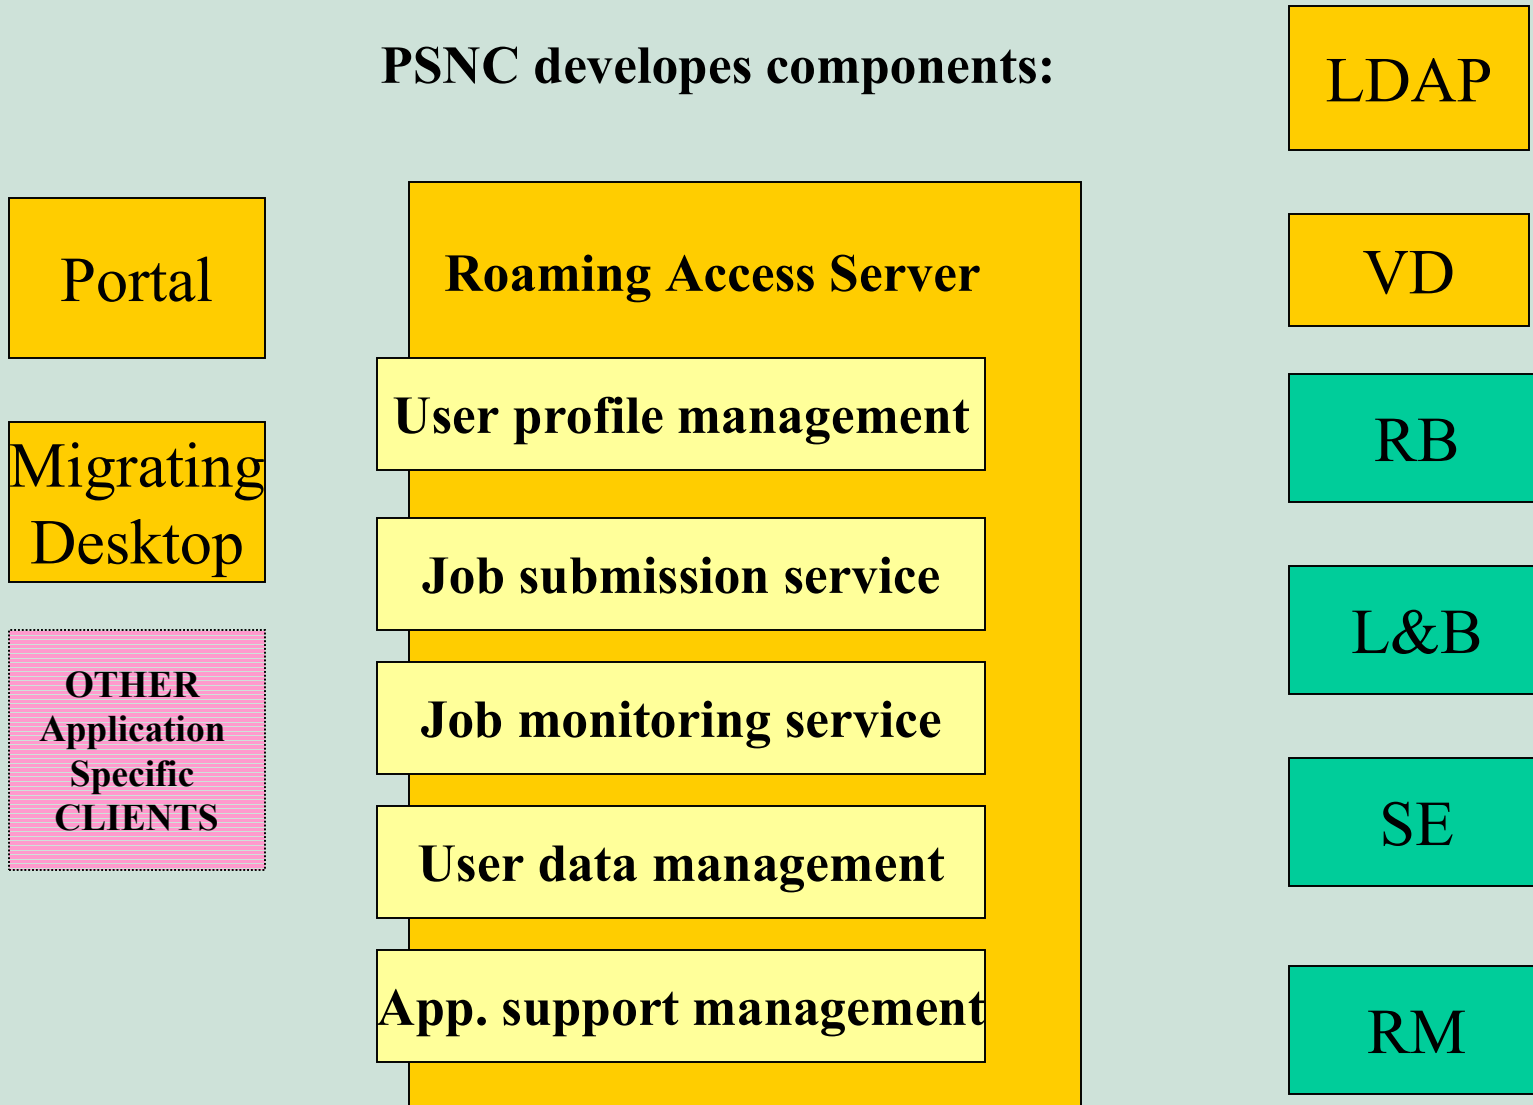 PSNC developes components:
Portal
Migrating
Desktop
OTHER
Application
Specific
CLIENTS
Roaming Access Server
User profile management
Job submission service
Job monitoring service
User data management
App. support management
LDAP
VD
RB
L&B
SE
RM